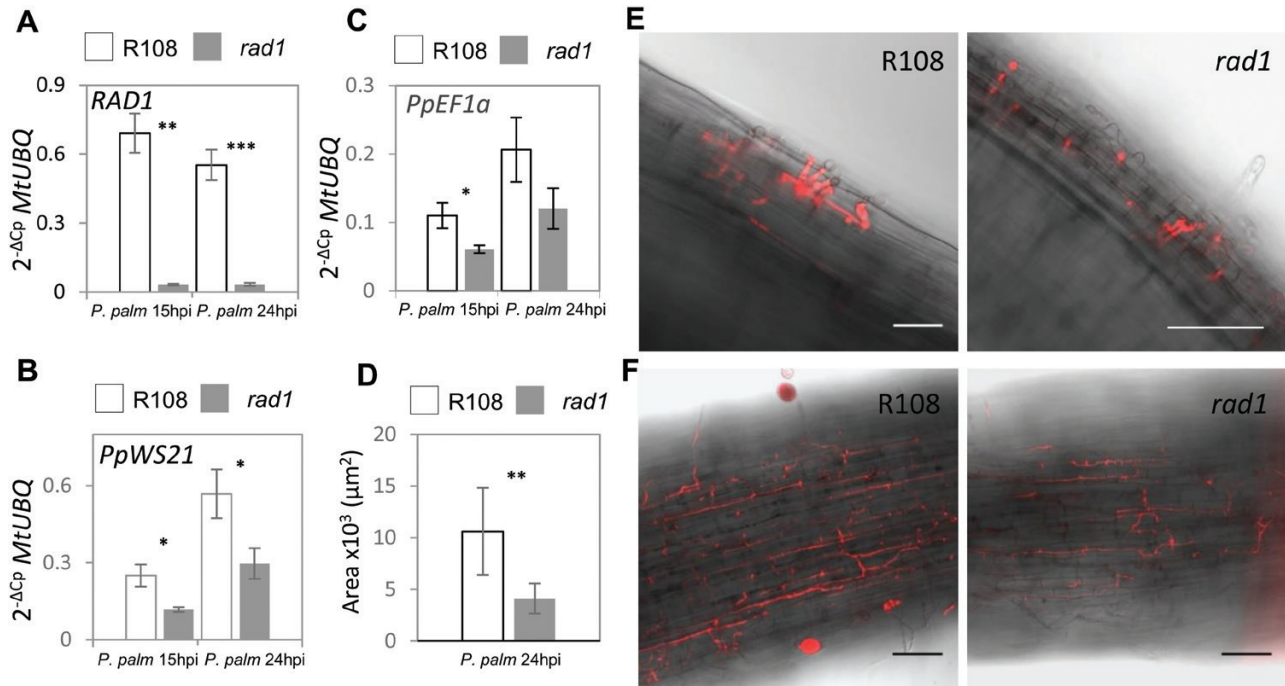 A
R108 rad1
RAD1
0.9
0.6
0.3
0
2-ΔCp MtUBQ
**
***
P. palm 15hpi P. palm 24hpi
B
R108 rad1
PpWS21
0.6
0.3
0
2-ΔCp MtUBQ
*
*
P. palm 15hpi P. palm 24hpi
C
R108 rad1
PpEF1a
0.3
0.2
0.1
0
2-ΔCp MtUBQ
*
P. palm 15hpi P. palm 24hpi
D
R108 rad1
20
15
10
5
0
Area x10³ (µm²)
**
P. palm 24hpi
E
R108
rad1
F
R108
rad1